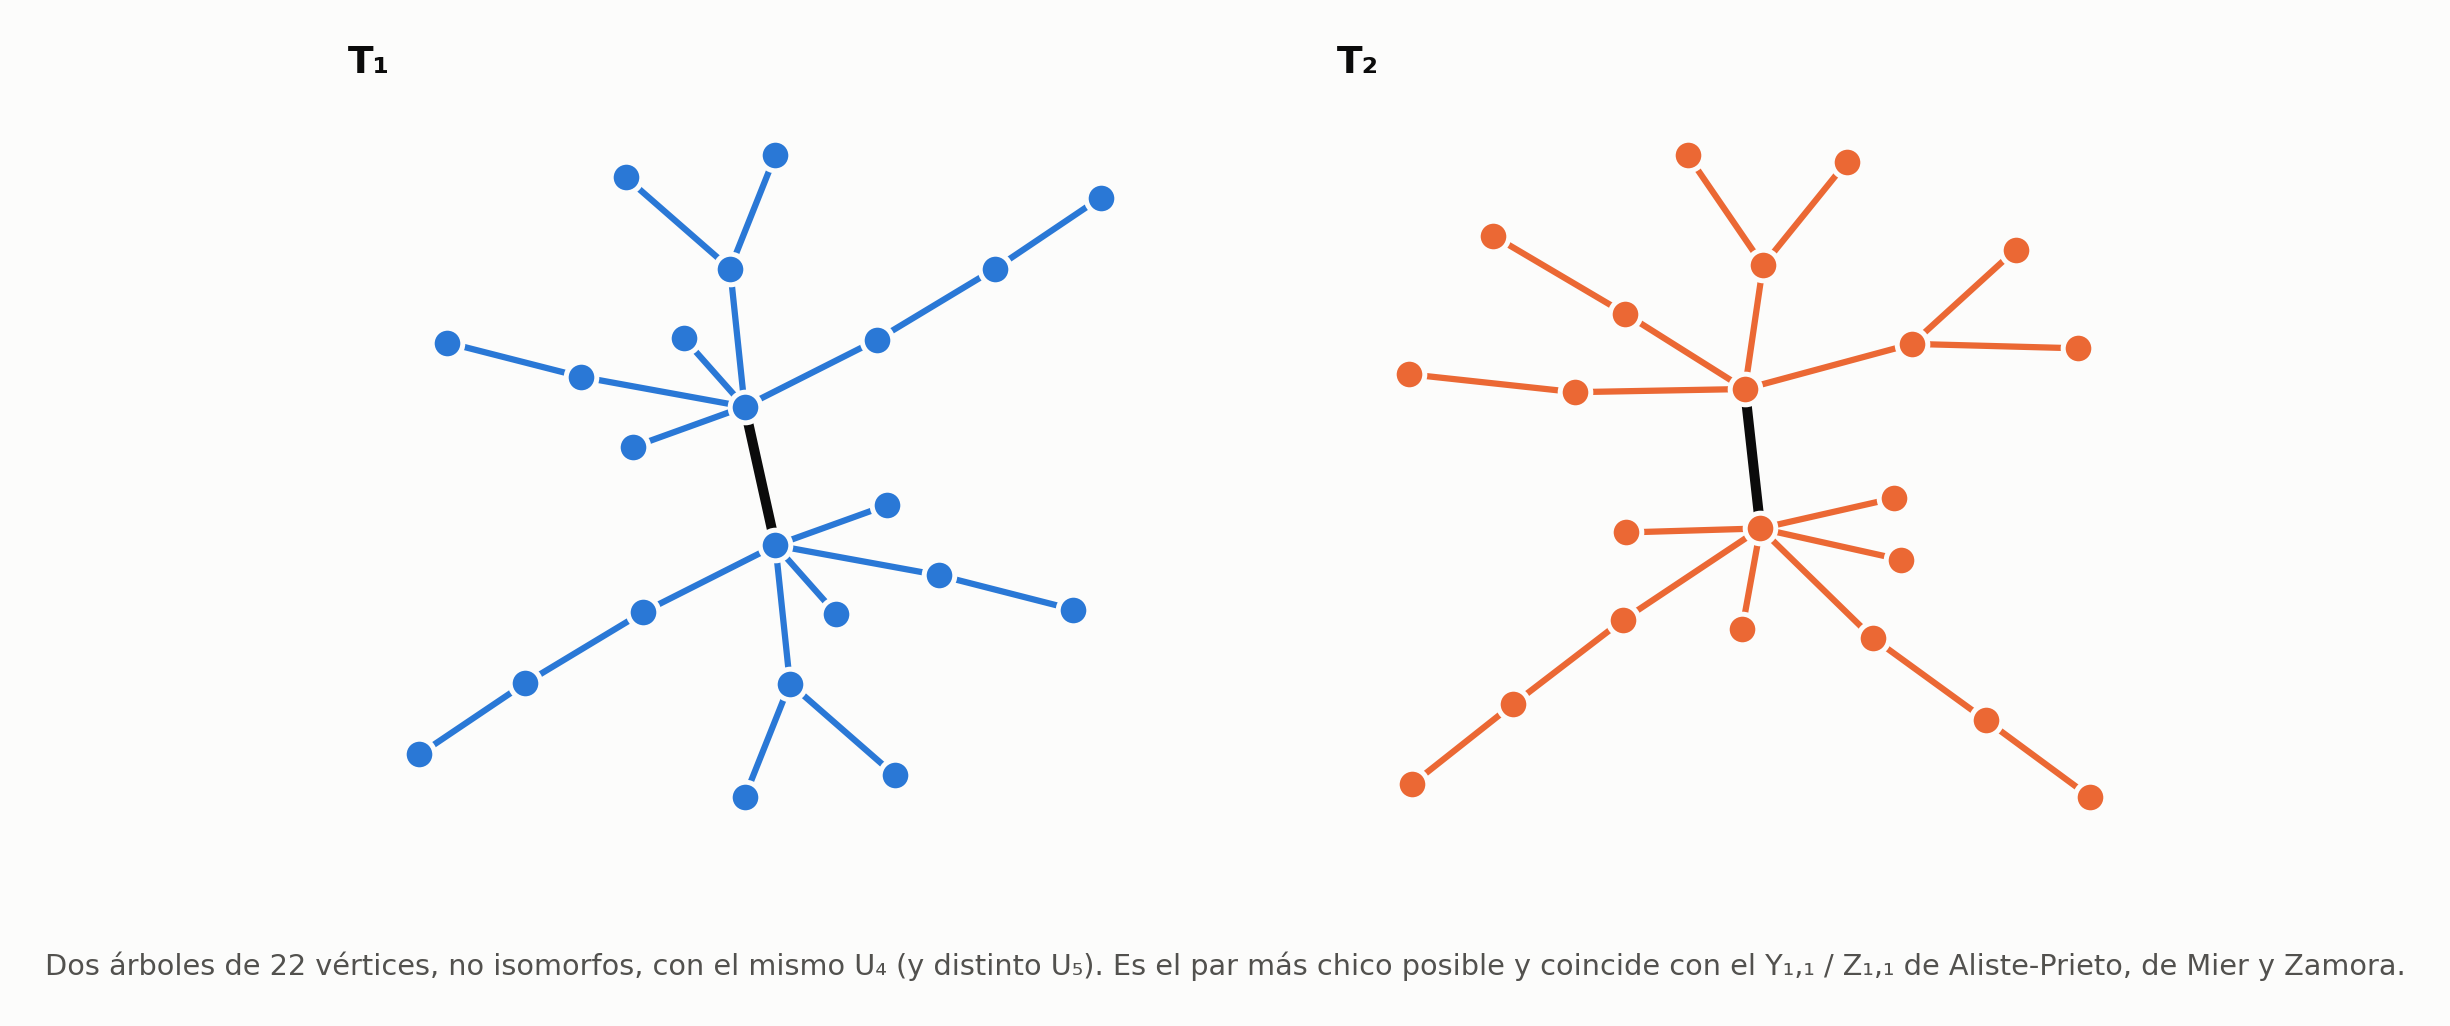 T₁
T₂
Dos árboles de 22 vértices, no isomorfos, con el mismo U₄ (y distinto U₅). Es el par más chico posible y coincide con el Y₁,₁ / Z₁,₁ de Aliste-Prieto, de Mier y Zamora.